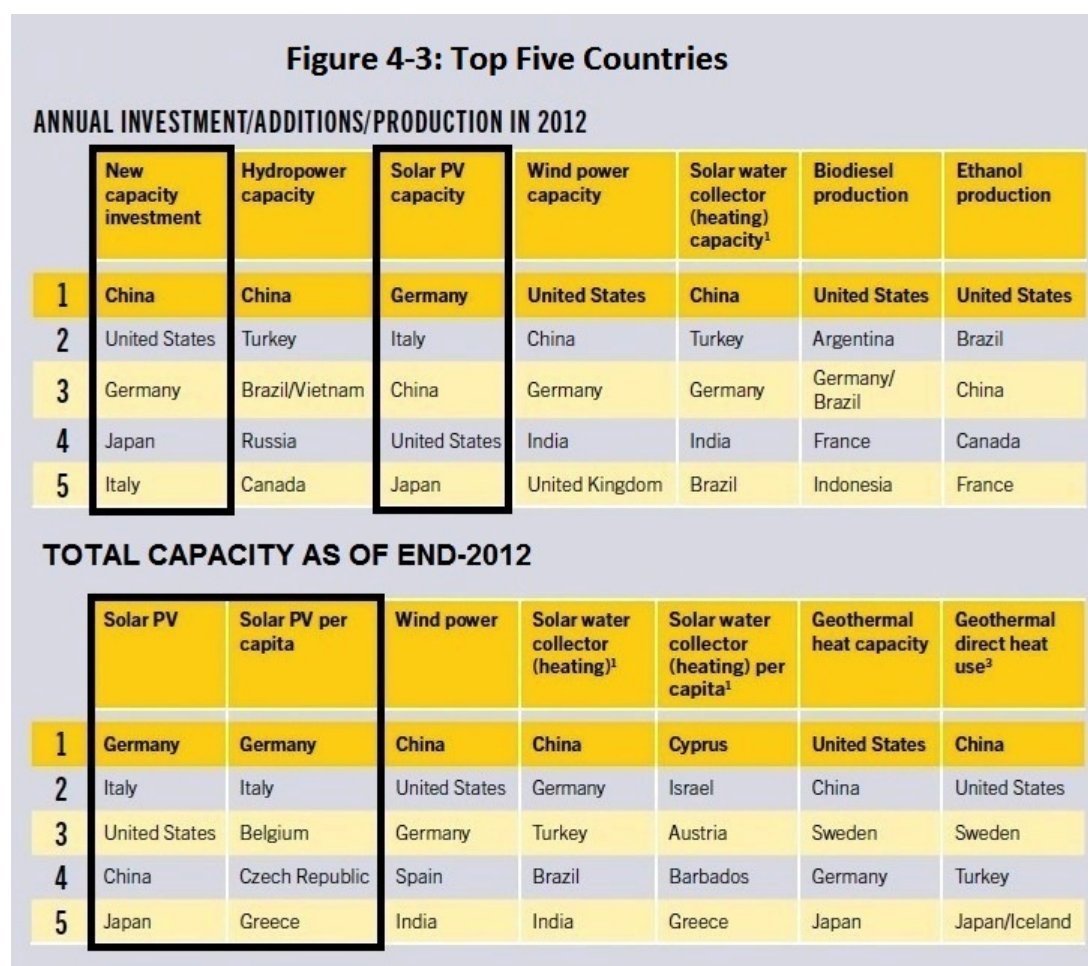 Figure 4-3: Top Five Countries
ANNUAL INVESTMENT/ADDITIONS/PRODUCTION IN 2012
New capacity investment Hydropower capacity Solar PV capacity Wind power capacity Solar water collector (heating) capacity¹ Biodiesel production Ethanol production
1 China China Germany United States China United States United States
2 United States Turkey Italy China Turkey Argentina Brazil
3 Germany Brazil/Vietnam China Germany Germany Germany/ Brazil China
4 Japan Russia United States India India France Canada
5 Italy Canada Japan United Kingdom Brazil Indonesia France
TOTAL CAPACITY AS OF END-2012
Solar PV Solar PV per capita Wind power Solar water collector (heating)¹ Solar water collector (heating) per capita¹ Geothermal heat capacity Geothermal direct heat use³
1 Germany Germany China China Cyprus United States China
2 Italy Italy United States Germany Israel China United States
3 United States Belgium Germany Turkey Austria Sweden Sweden
4 China Czech Republic Spain Brazil Barbados Germany Turkey
5 Japan Greece India India Greece Japan Japan/Iceland